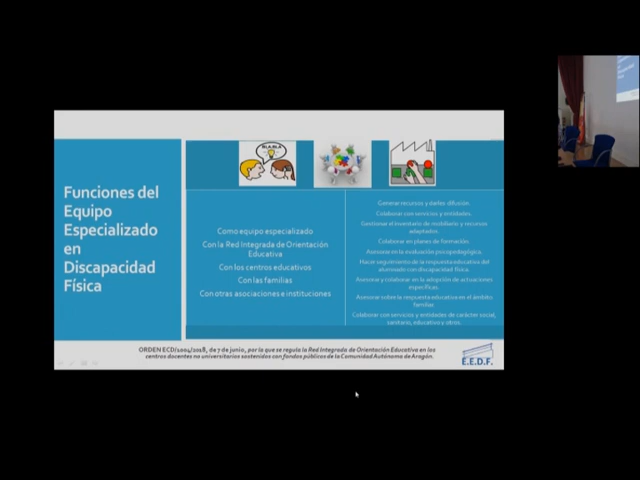 Funciones del
Equipo
Especializado
en
Discapacidad
Física
BLA, BLA
Como equipo especializado
Con la Red Integrada de Orientación
Educativa
Con los centros educativos
Con las familias
Con otras asociaciones e instituciones
Generar recursos y darles difusión.
Colaborar con servicios y entidades.
Gestionar el inventario de mobiliario y recursos
adaptados.
Colaborar en planes de formación.
Asesorar en la evaluación psicopedagógica.
Hacer seguimiento de la respuesta educativa del
alumnado con discapacidad física.
Asesorar y colaborar en la adopción de actuaciones
específicas.
Asesorar sobre la respuesta educativa en el ámbito
familiar.
Colaborar con servicios y entidades de carácter social,
sanitario, educativo y otros.
ORDEN ECD/1004/2018, de 7 de junio, por la que se regula la Red Integrada de Orientación Educativa en los
centros docentes no universitarios sostenidos con fondos públicos de la Comunidad Autónoma de Aragón.
E.E.D.F.